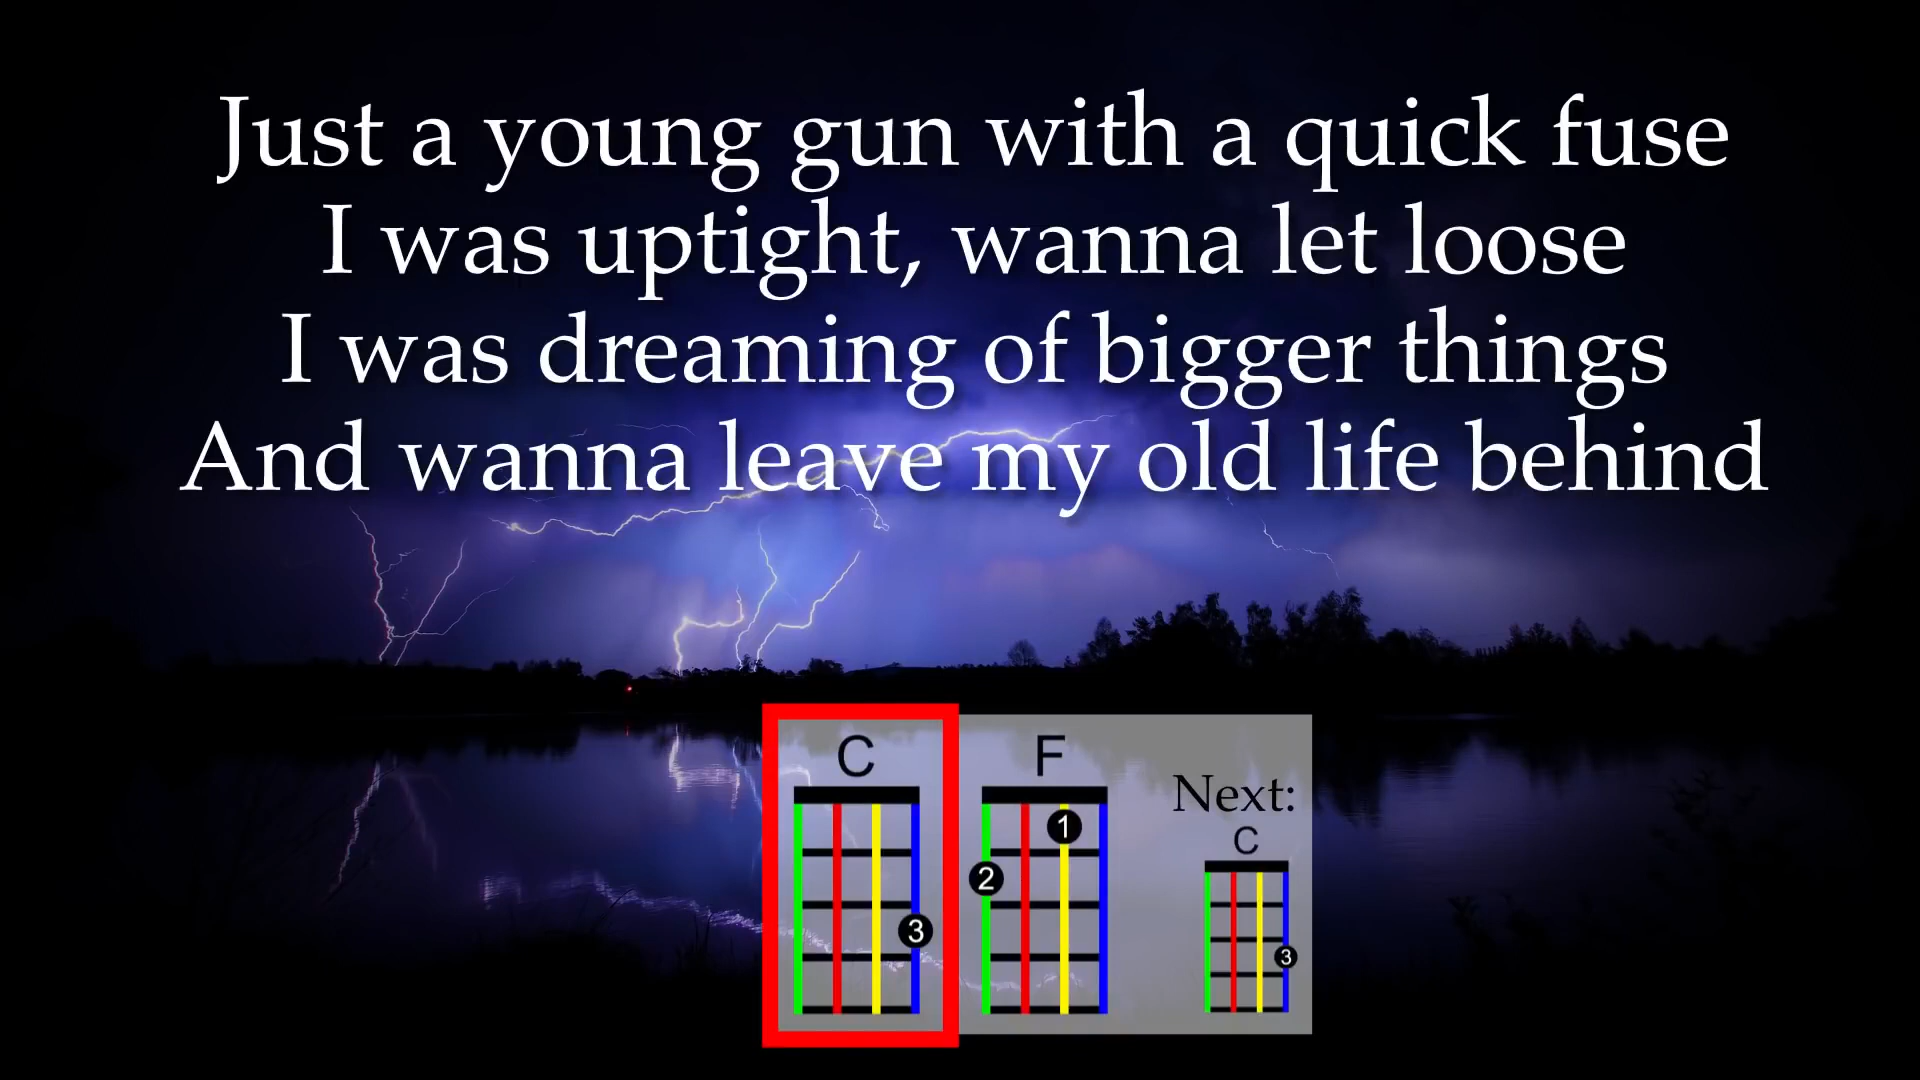 Just a young gun with a quick fuse
I was uptight, wanna let loose
I was dreaming of bigger things
And wanna leave my old life behind
C
F
Next:
C
1
2
3
3